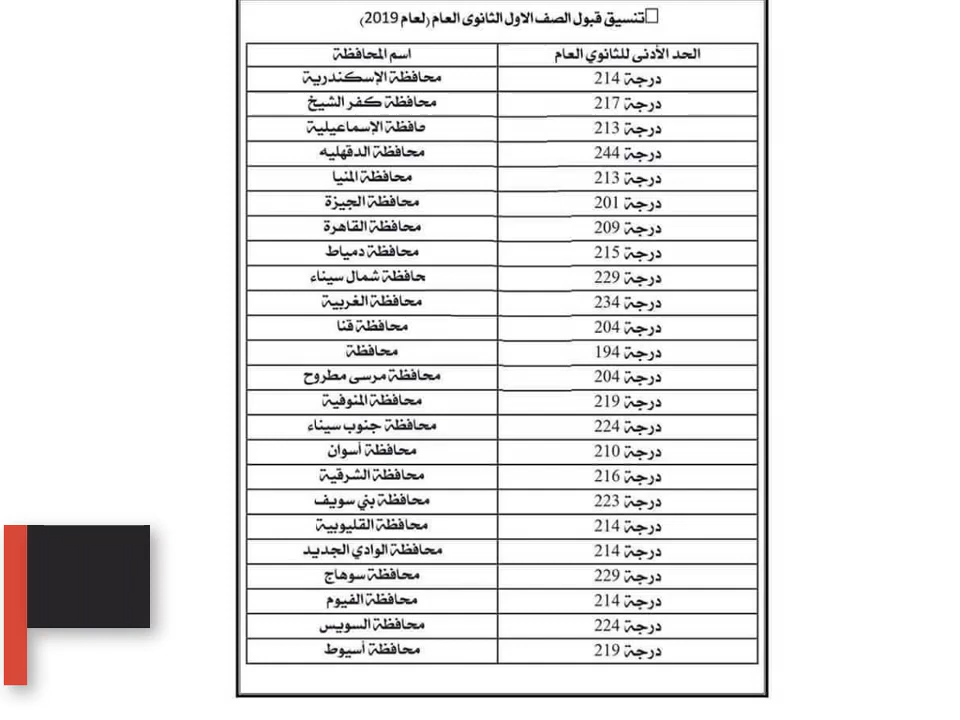 تنسيق قبول الصف الاول الثانوى العام (لعام 2019)
الحد الأدنى للثانوي العام اسم المحافظة
214 درجة محافظة الإسكندرية
217 درجة محافظة كفر الشيخ
213 درجة حافظة الإسماعيلية
244 درجة محافظة الدقهليه
213 درجة محافظة المنيا
201 درجة محافظة الجيزة
209 درجة محافظة القاهرة
215 درجة محافظة دمياط
229 درجة حافظة شمال سيناء
234 درجة محافظة الغربية
204 درجة محافظة قنا
194 درجة محافظة
204 درجة محافظة مرسى مطروح
219 درجة محافظة المنوفية
224 درجة محافظة جنوب سيناء
210 درجة محافظة أسوان
216 درجة محافظة الشرقية
223 درجة محافظة بني سويف
214 درجة محافظة القليوبية
214 درجة محافظة الوادي الجديد
229 درجة محافظة سوهاج
214 درجة محافظة الفيوم
224 درجة محافظة السويس
219 درجة محافظة أسيوط